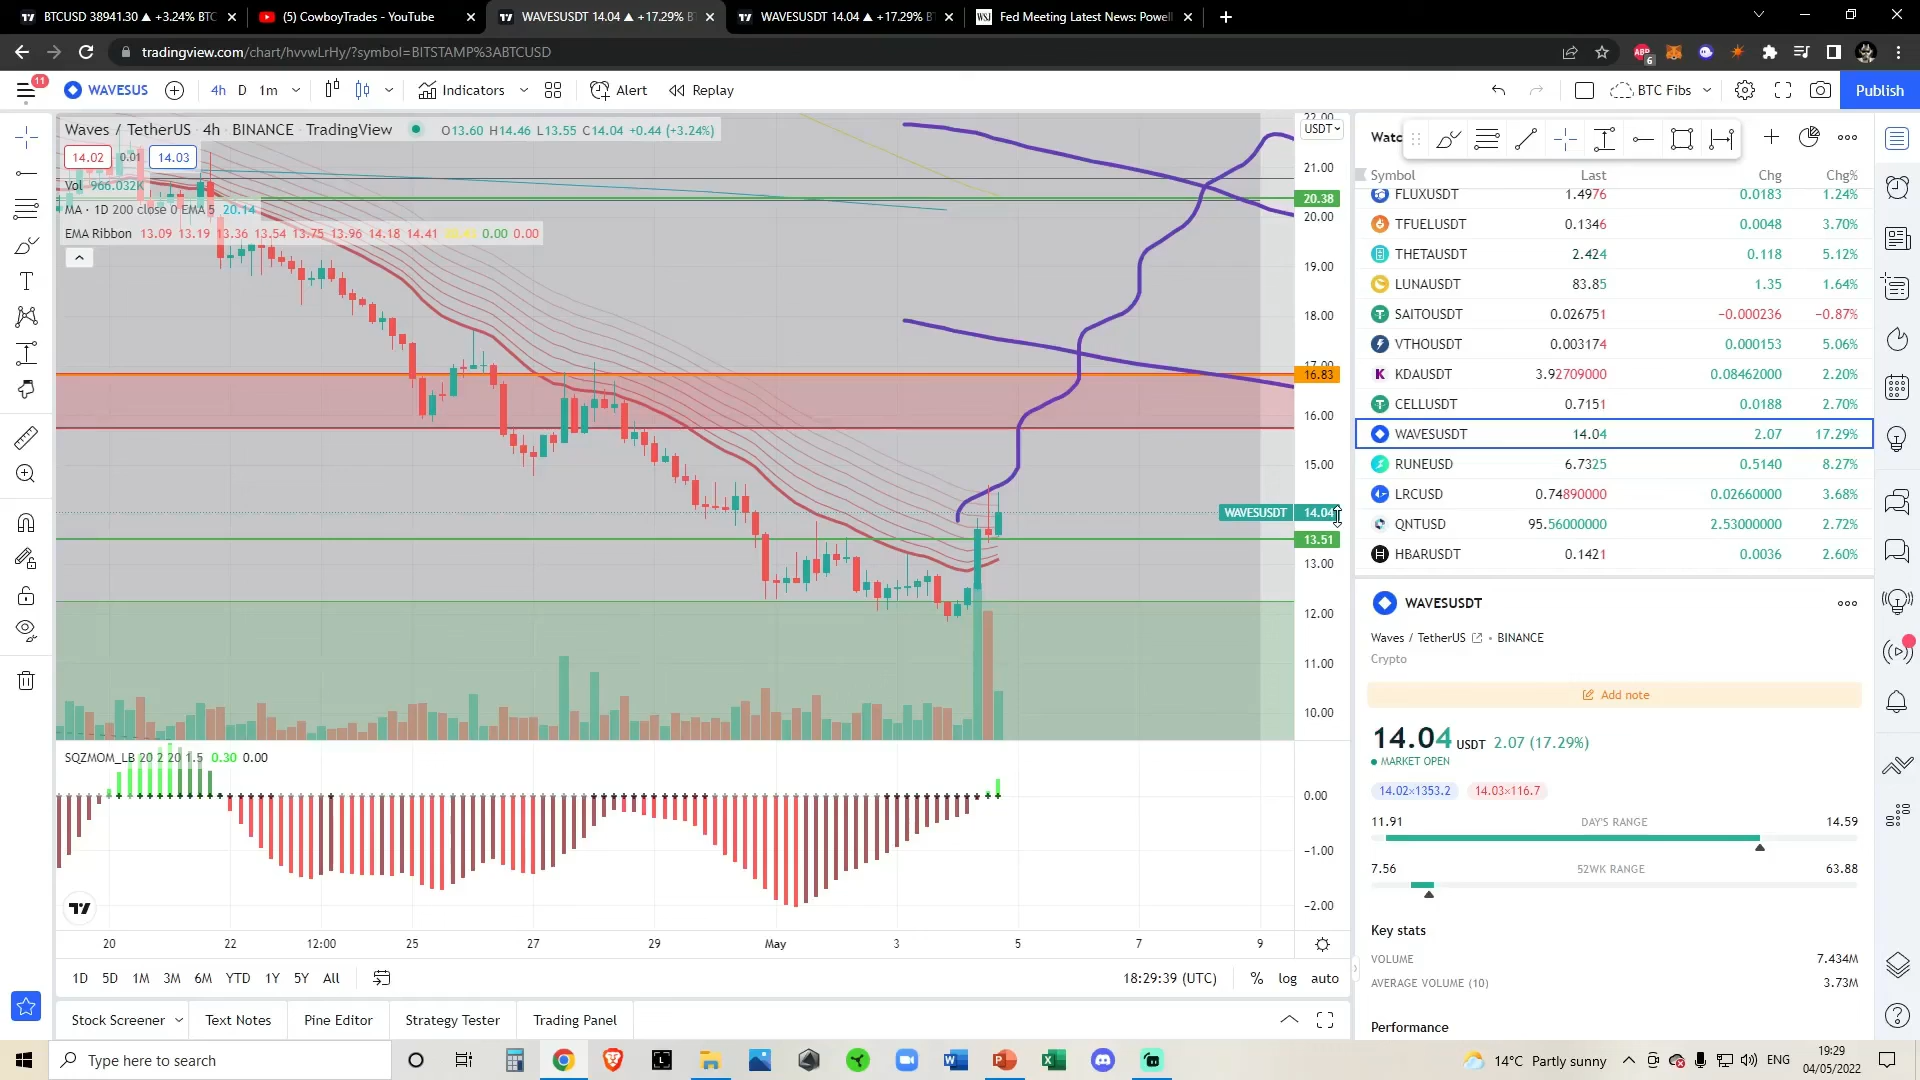 BTCUSD 38941.30 ▲ +3.24% BTC
(5) CowboyTrades - YouTube
WAVESUSDT 14.04 ▲ +17.29% B
WAVESUSDT 14.04 ▲ +17.29% B
WSJ Fed Meeting Latest News: Powell
tradingview.com/chart/hvvwLrHy/?symbol=BITSTAMP%3ABTCUSD
ABP 6
11 WAVESUS 4h D 1m Indicators Alert Replay BTC Fibs Publish
Waves / TetherUS · 4h · BINANCE · TradingView O13.60 H14.46 L13.55 C14.04 +0.44 (+3.24%)
14.02 0.01 14.03
Vol 966.032K
MA · 1D 200 close 0 EMA 5 20.14
EMA Ribbon 13.09 13.19 13.36 13.54 13.75 13.96 14.18 14.41 0.00 0.00
USDT
22.00
21.00
20.38
20.00
19.00
18.00
17.00
16.83
16.00
15.00
WAVESUSDT 14.04
13.51
13.00
12.00
11.00
10.00
SQZMOM_LB 20 2 20 1.5 0.30 0.00
0.00
−1.00
−2.00
20 22 12:00 25 27 29 May 3 5 7 9
1D 5D 1M 3M 6M YTD 1Y 5Y All 18:29:39 (UTC) % log auto
Stock Screener Text Notes Pine Editor Strategy Tester Trading Panel
Watc
Symbol Last Chg Chg%
FLUXUSDT 1.4976 0.0183 1.24%
TFUELUSDT 0.1346 0.0048 3.70%
THETAUSDT 2.424 0.118 5.12%
LUNAUSDT 83.85 1.35 1.64%
SAITOUSDT 0.026751 −0.000236 −0.87%
VTHOUSDT 0.003174 0.000153 5.06%
KDAUSDT 3.92709000 0.08462000 2.20%
CELLUSDT 0.7151 0.0188 2.70%
WAVESUSDT 14.04 2.07 17.29%
RUNEUSD 6.7325 0.5140 8.27%
LRCUSD 0.74890000 0.02660000 3.68%
QNTUSD 95.56000000 2.53000000 2.72%
HBARUSDT 0.1421 0.0036 2.60%
WAVESUSDT
Waves / TetherUS • BINANCE
Crypto
Add note
14.04 USDT 2.07 (17.29%)
MARKET OPEN
14.02×1353.2 14.03×116.7
11.91 DAY'S RANGE 14.59
7.56 52WK RANGE 63.88
Key stats
VOLUME 7.434M
AVERAGE VOLUME (10) 3.73M
Performance
Type here to search
14°C Partly sunny ENG 19:29
04/05/2022